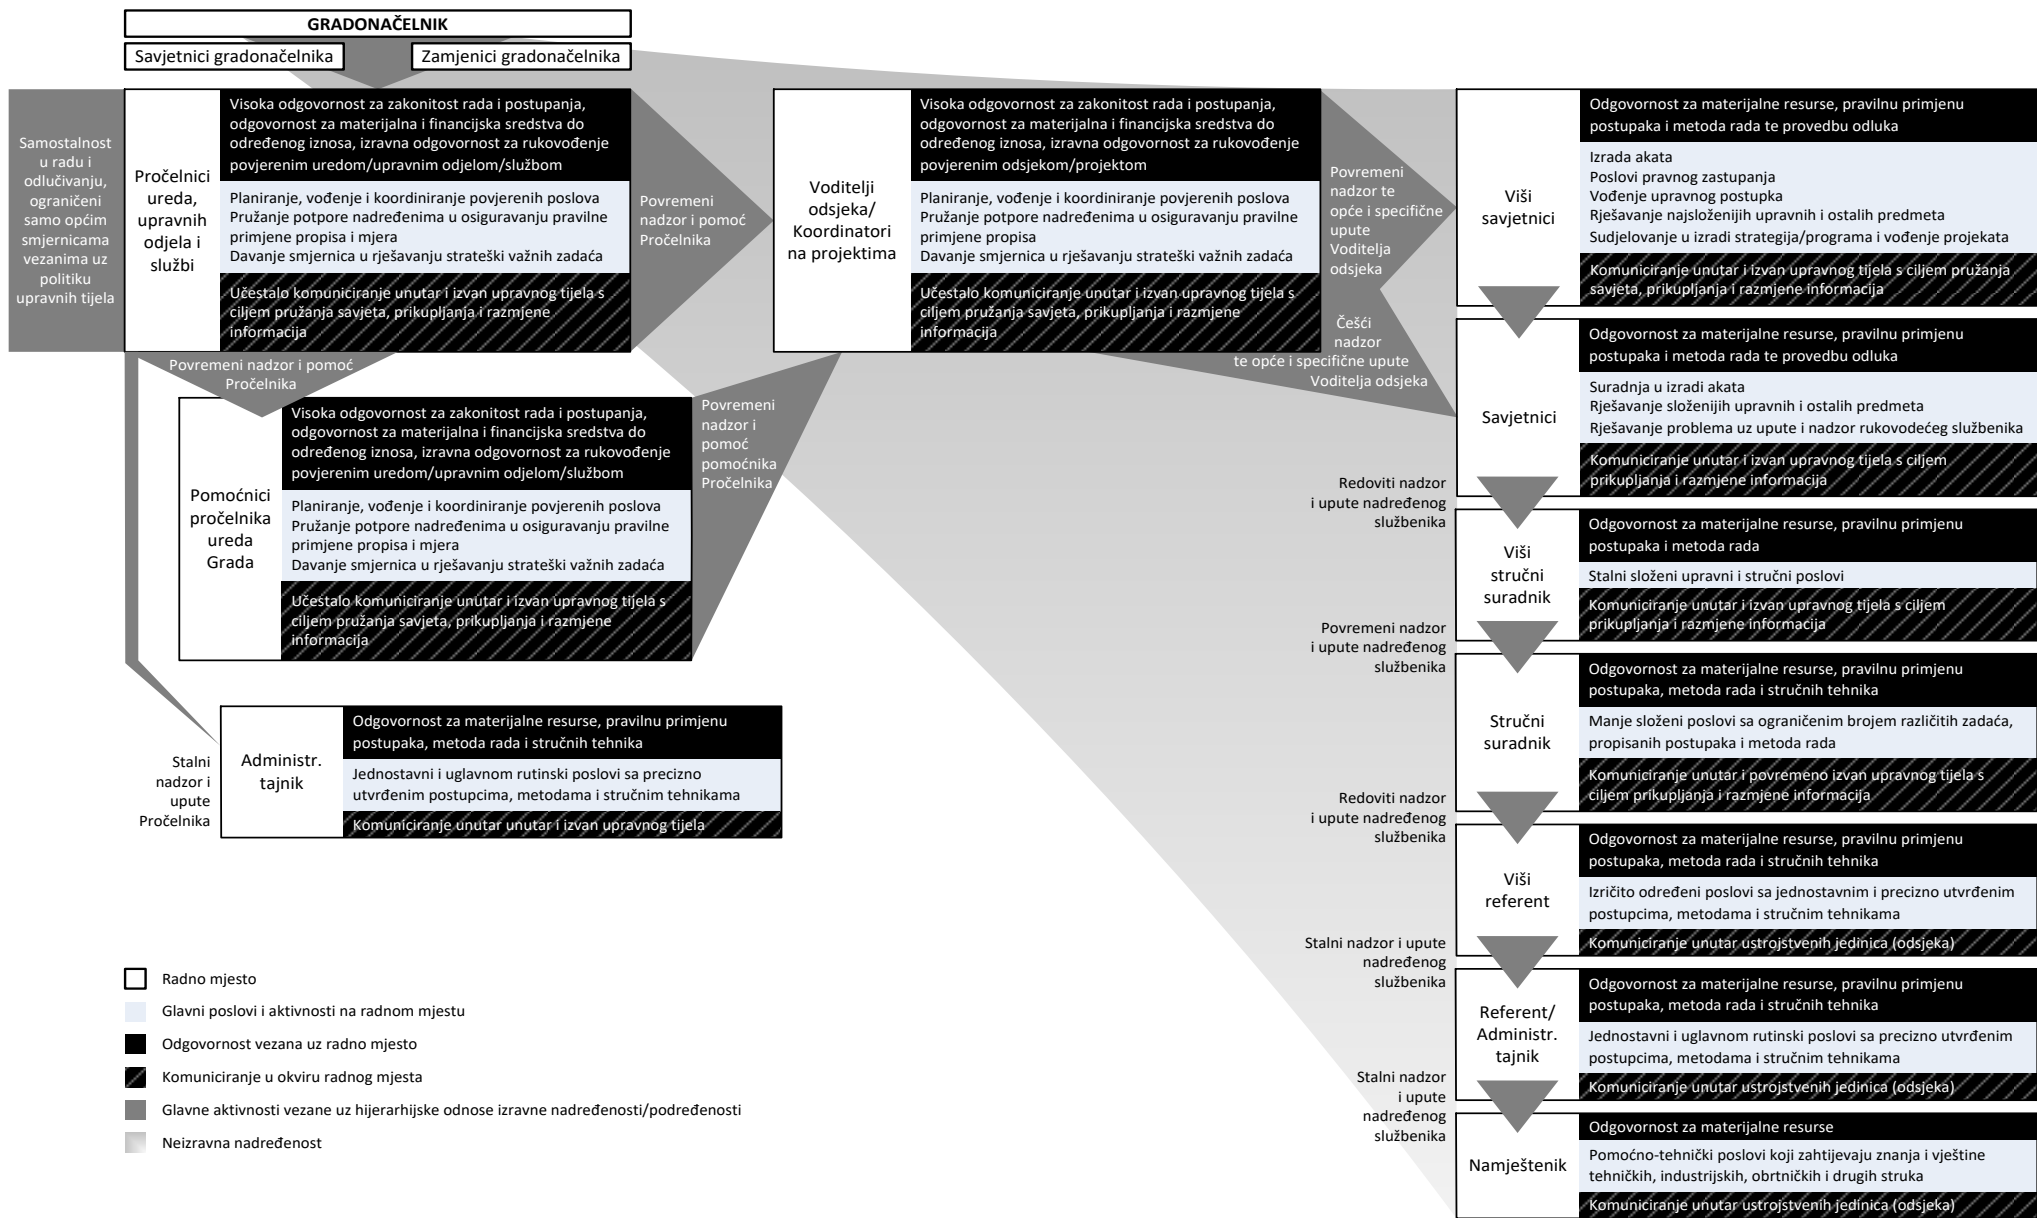 GRADONAČELNIK
Savjetnici gradonačelnika
Zamjenici gradonačelnika
Samostalnost
u radu i
odlučivanju,
ograničeni
samo općim
smjernicama
vezanima uz
politiku
upravnih tijela
Pročelnici
ureda,
upravnih
odjela i
službi
Visoka odgovornost za zakonitost rada i postupanja,
odgovornost za materijalna i financijska sredstva do
određenog iznosa, izravna odgovornost za rukovođenje
povjerenim uredom/upravnim odjelom/službom
Planiranje, vođenje i koordiniranje povjerenih poslova
Pružanje potpore nadređenima u osiguravanju pravilne
primjene propisa i mjera
Davanje smjernica u rješavanju strateški važnih zadaća
Učestalo komuniciranje unutar i izvan upravnog tijela s
ciljem pružanja savjeta, prikupljanja i razmjene
informacija
Povremeni
nadzor i pomoć
Pročelnika
Voditelji
odsjeka/
Koordinatori
na projektima
Visoka odgovornost za zakonitost rada i postupanja,
odgovornost za materijalna i financijska sredstva do
određenog iznosa, izravna odgovornost za rukovođenje
povjerenim odsjekom/projektom
Planiranje, vođenje i koordiniranje povjerenih poslova
Pružanje potpore nadređenima u osiguravanju pravilne
primjene propisa
Davanje smjernica u rješavanju strateški važnih zadaća
Učestalo komuniciranje unutar i izvan upravnog tijela s
ciljem pružanja savjeta, prikupljanja i razmjene
informacija
Povremeni
nadzor te
opće i specifične
upute
Voditelja
odsjeka
Češći
nadzor
te opće i specifične upute
Voditelja odsjeka
Povremeni nadzor i pomoć
Pročelnika
Pomoćnici
pročelnika
ureda
Grada
Visoka odgovornost za zakonitost rada i postupanja,
odgovornost za materijalna i financijska sredstva do
određenog iznosa, izravna odgovornost za rukovođenje
povjerenim uredom/upravnim odjelom/službom
Planiranje, vođenje i koordiniranje povjerenih poslova
Pružanje potpore nadređenima u osiguravanju pravilne
primjene propisa i mjera
Davanje smjernica u rješavanju strateški važnih zadaća
Učestalo komuniciranje unutar i izvan upravnog tijela s
ciljem pružanja savjeta, prikupljanja i razmjene
informacija
Povremeni
nadzor i
pomoć
pomoćnika
Pročelnika
Stalni
nadzor i
upute
Pročelnika
Administr.
tajnik
Odgovornost za materijalne resurse, pravilnu primjenu
postupaka, metoda rada i stručnih tehnika
Jednostavni i uglavnom rutinski poslovi sa precizno
utvrđenim postupcima, metodama i stručnim tehnikama
Komuniciranje unutar unutar i izvan upravnog tijela
Viši
savjetnici
Odgovornost za materijalne resurse, pravilnu primjenu
postupaka i metoda rada te provedbu odluka
Izrada akata
Poslovi pravnog zastupanja
Vođenje upravnog postupka
Rješavanje najsloženijih upravnih i ostalih predmeta
Sudjelovanje u izradi strategija/programa i vođenje projekata
Komuniciranje unutar i izvan upravnog tijela s ciljem pružanja
savjeta, prikupljanja i razmjene informacija
Savjetnici
Odgovornost za materijalne resurse, pravilnu primjenu
postupaka i metoda rada te provedbu odluka
Suradnja u izradi akata
Rješavanje složenijih upravnih i ostalih predmeta
Rješavanje problema uz upute i nadzor rukovodećeg službenika
Komuniciranje unutar i izvan upravnog tijela s ciljem
prikupljanja i razmjene informacija
Redoviti nadzor
i upute nadređenog
službenika
Viši
stručni
suradnik
Odgovornost za materijalne resurse, pravilnu primjenu
postupaka i metoda rada
Stalni složeni upravni i stručni poslovi
Komuniciranje unutar i izvan upravnog tijela s ciljem
prikupljanja i razmjene informacija
Povremeni nadzor
i upute nadređenog
službenika
Stručni
suradnik
Odgovornost za materijalne resurse, pravilnu primjenu
postupaka, metoda rada i stručnih tehnika
Manje složeni poslovi sa ograničenim brojem različitih zadaća,
propisanih postupaka i metoda rada
Komuniciranje unutar i povremeno izvan upravnog tijela s
ciljem prikupljanja i razmjene informacija
Redoviti nadzor
i upute nadređenog
službenika
Viši
referent
Odgovornost za materijalne resurse, pravilnu primjenu
postupaka, metoda rada i stručnih tehnika
Izričito određeni poslovi sa jednostavnim i precizno utvrđenim
postupcima, metodama i stručnim tehnikama
Komuniciranje unutar ustrojstvenih jedinica (odsjeka)
Stalni nadzor i upute
nadređenog
službenika
Referent/
Administr.
tajnik
Odgovornost za materijalne resurse, pravilnu primjenu
postupaka, metoda rada i stručnih tehnika
Jednostavni i uglavnom rutinski poslovi sa precizno utvrđenim
postupcima, metodama i stručnim tehnikama
Komuniciranje unutar ustrojstvenih jedinica (odsjeka)
Stalni nadzor
i upute
nadređenog
službenika
Namještenik
Odgovornost za materijalne resurse
Pomoćno-tehnički poslovi koji zahtijevaju znanja i vještine
tehničkih, industrijskih, obrtničkih i drugih struka
Komuniciranje unutar ustrojstvenih jedinica (odsjeka)
Radno mjesto
Glavni poslovi i aktivnosti na radnom mjestu
Odgovornost vezana uz radno mjesto
Komuniciranje u okviru radnog mjesta
Glavne aktivnosti vezane uz hijerarhijske odnose izravne nadređenosti/podređenosti
Neizravna nadređenost